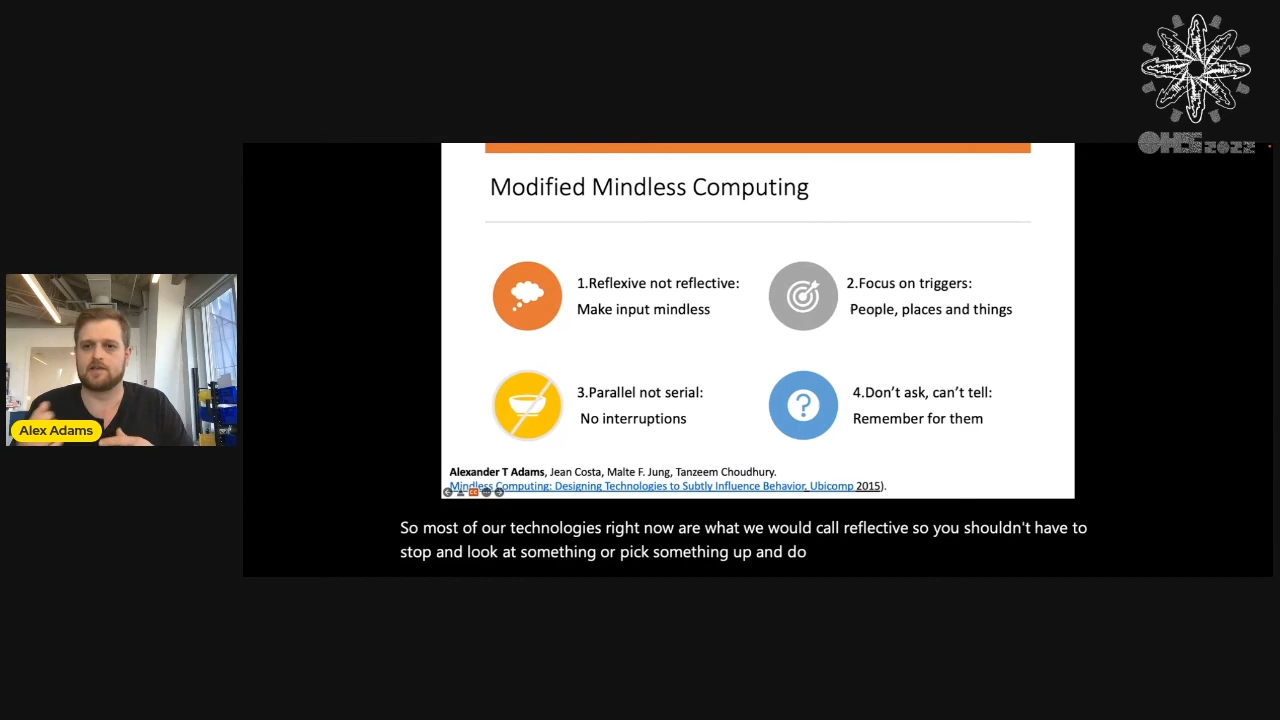 OHS2022
Modified Mindless Computing
1.Reflexive not reflective:
Make input mindless
2.Focus on triggers:
People, places and things
3.Parallel not serial:
No interruptions
4.Don't ask, can't tell:
Remember for them
Alexander T Adams, Jean Costa, Malte F. Jung, Tanzeem Choudhury.
Mindless Computing: Designing Technologies to Subtly Influence Behavior, Ubicomp 2015).
Alex Adams
So most of our technologies right now are what we would call reflective so you shouldn't have to
stop and look at something or pick something up and do